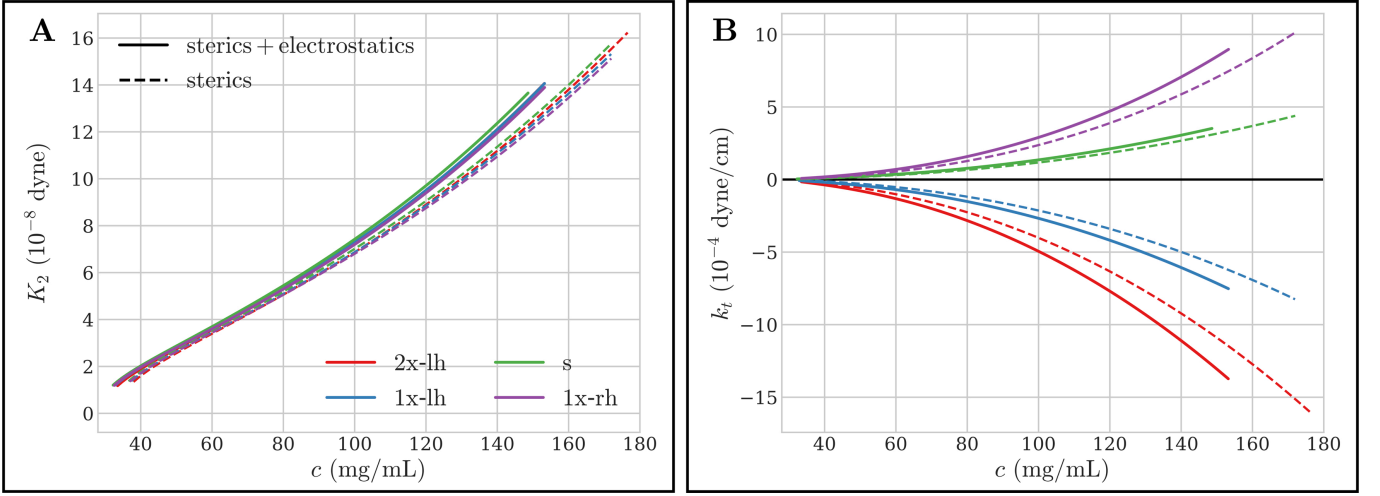 A
sterics + electrostatics
sterics
16
14
12
10
8
6
4
2
0
K₂ (10⁻⁸ dyne)
2x-lh
s
1x-lh
1x-rh
40 60 80 100 120 140 160 180
c (mg/mL)
B
10
5
0
−5
−10
−15
kₜ (10⁻⁴ dyne/cm)
40 60 80 100 120 140 160 180
c (mg/mL)